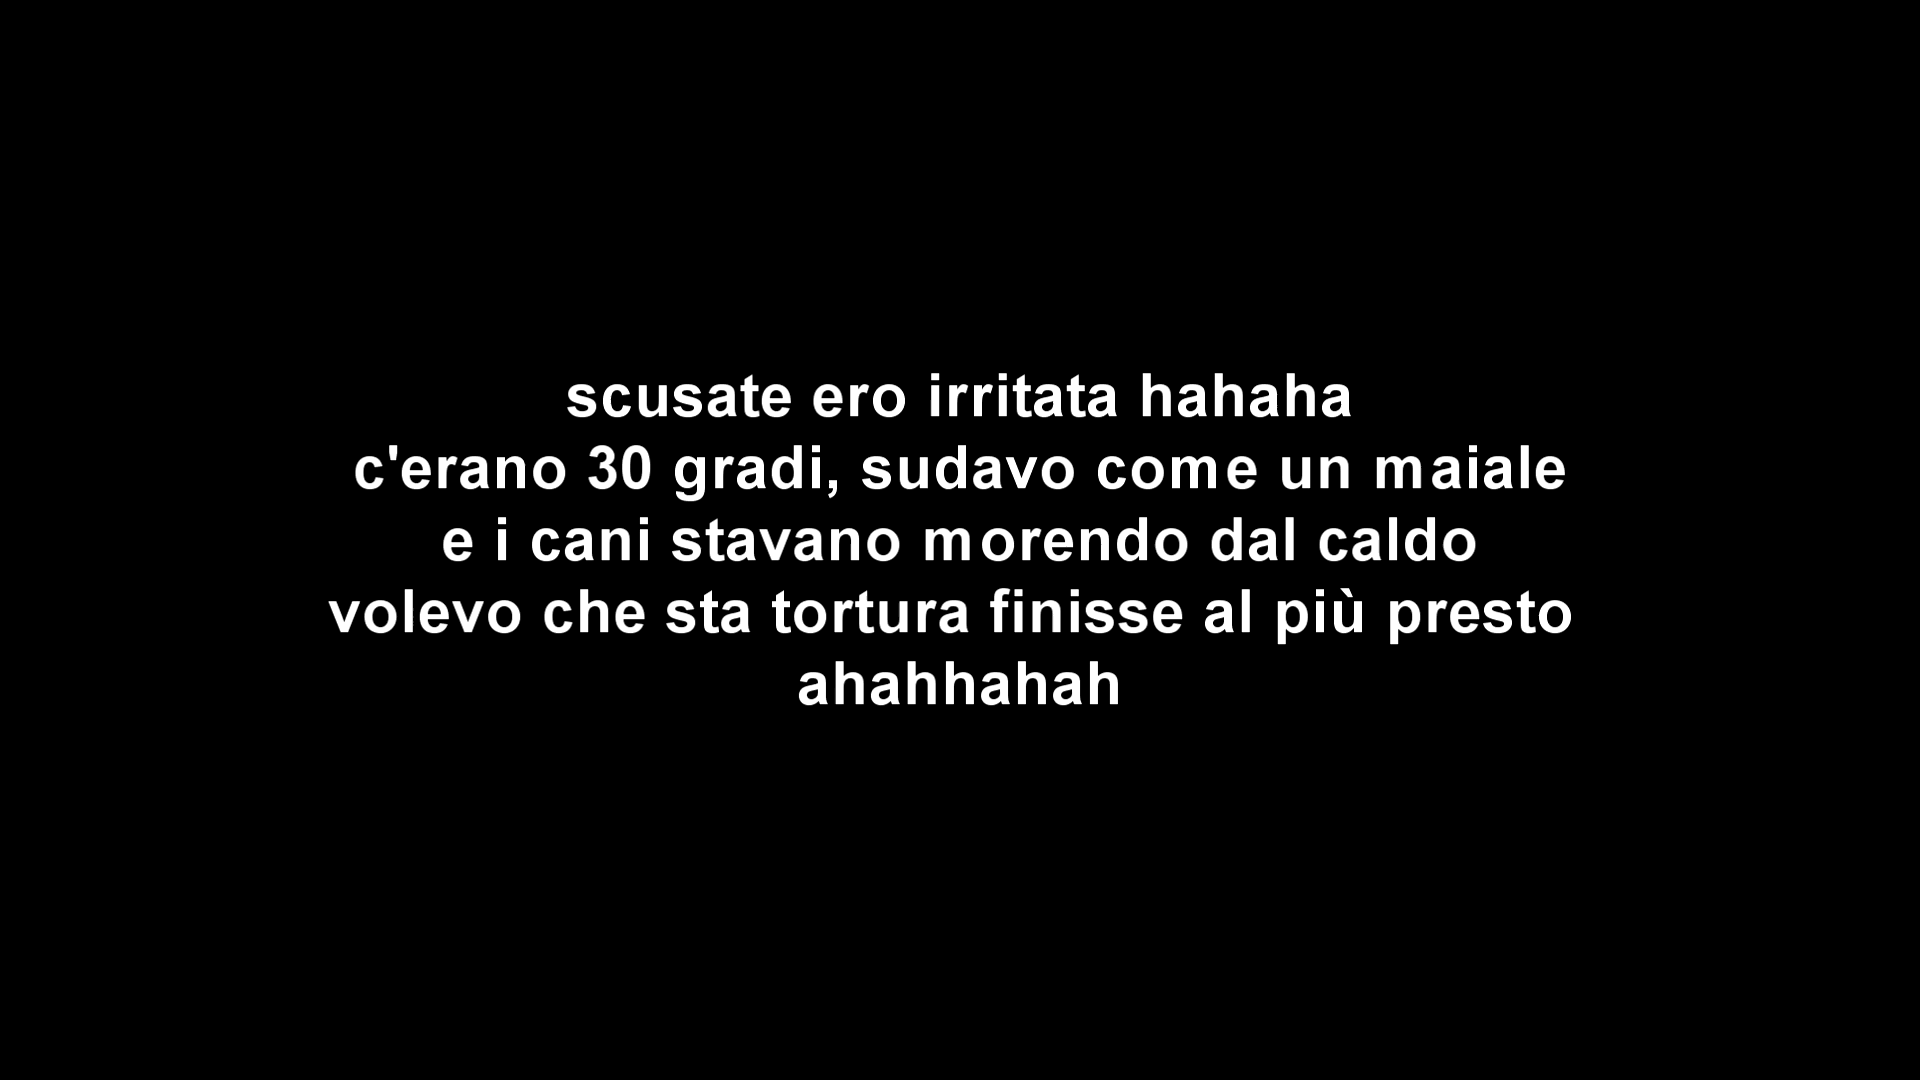 scusate ero irritata hahaha
c'erano 30 gradi, sudavo come un maiale
e i cani stavano morendo dal caldo
volevo che sta tortura finisse al più presto
ahahhahah